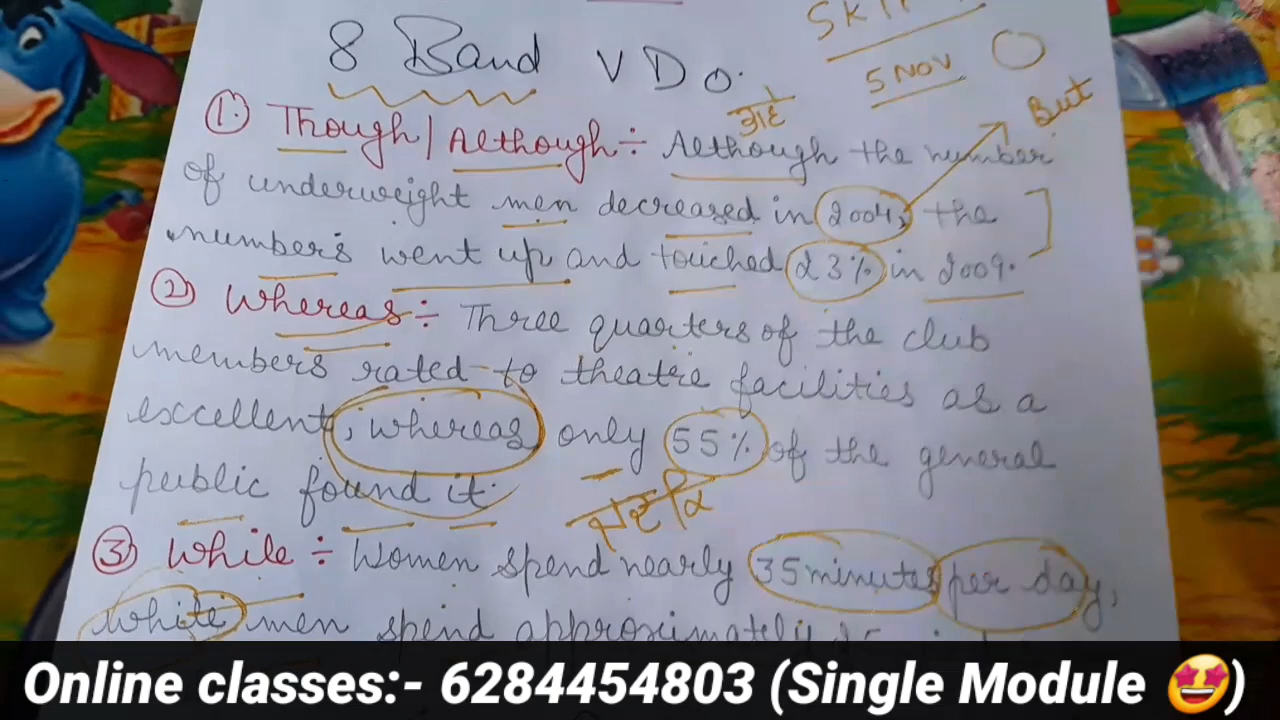 8 Band VDO.
5 NOV
But
① Though/Although ÷ Although the number
of underweight men decreased in 2004, the
numbers went up and touched 23% in 2009.
② Whereas ÷ Three quarters of the club
members rated to theatre facilities as a
excellent, whereas only 55% of the general
public found it.
③ While ÷ Women spend nearly 35 minutes per day,
while men spend approximately
Online classes:- 6284454803 (Single Module 🤩)